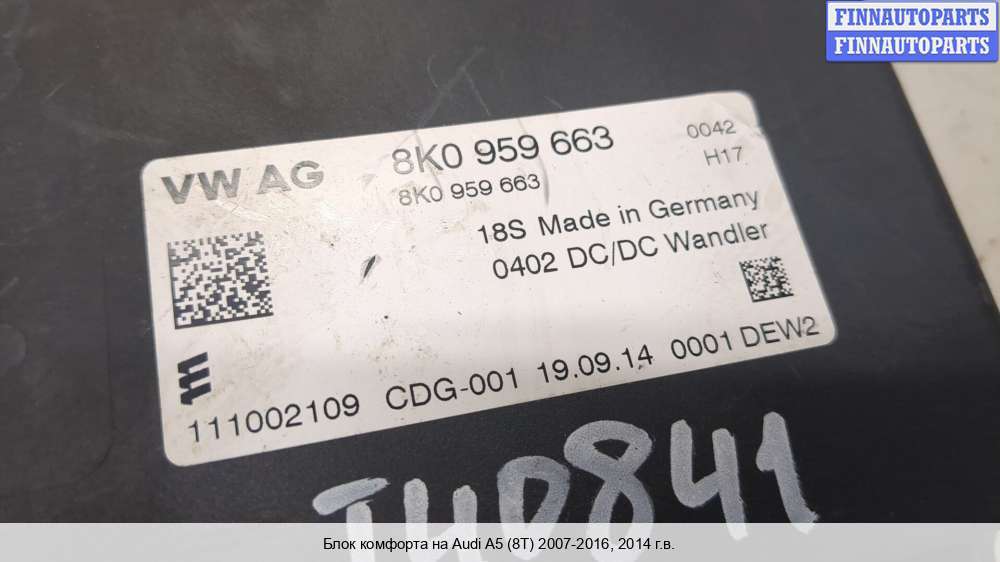 FINNAUTOPARTS
FINNAUTOPARTS
VW AG
8K0 959 663
0042
8K0 959 663
H17
18S Made in Germany
0402 DC/DC Wandler
111002109 CDG-001 19.09.14 0001 DEW2
T40841
Блок комфорта на Audi A5 (8T) 2007-2016, 2014 г.в.